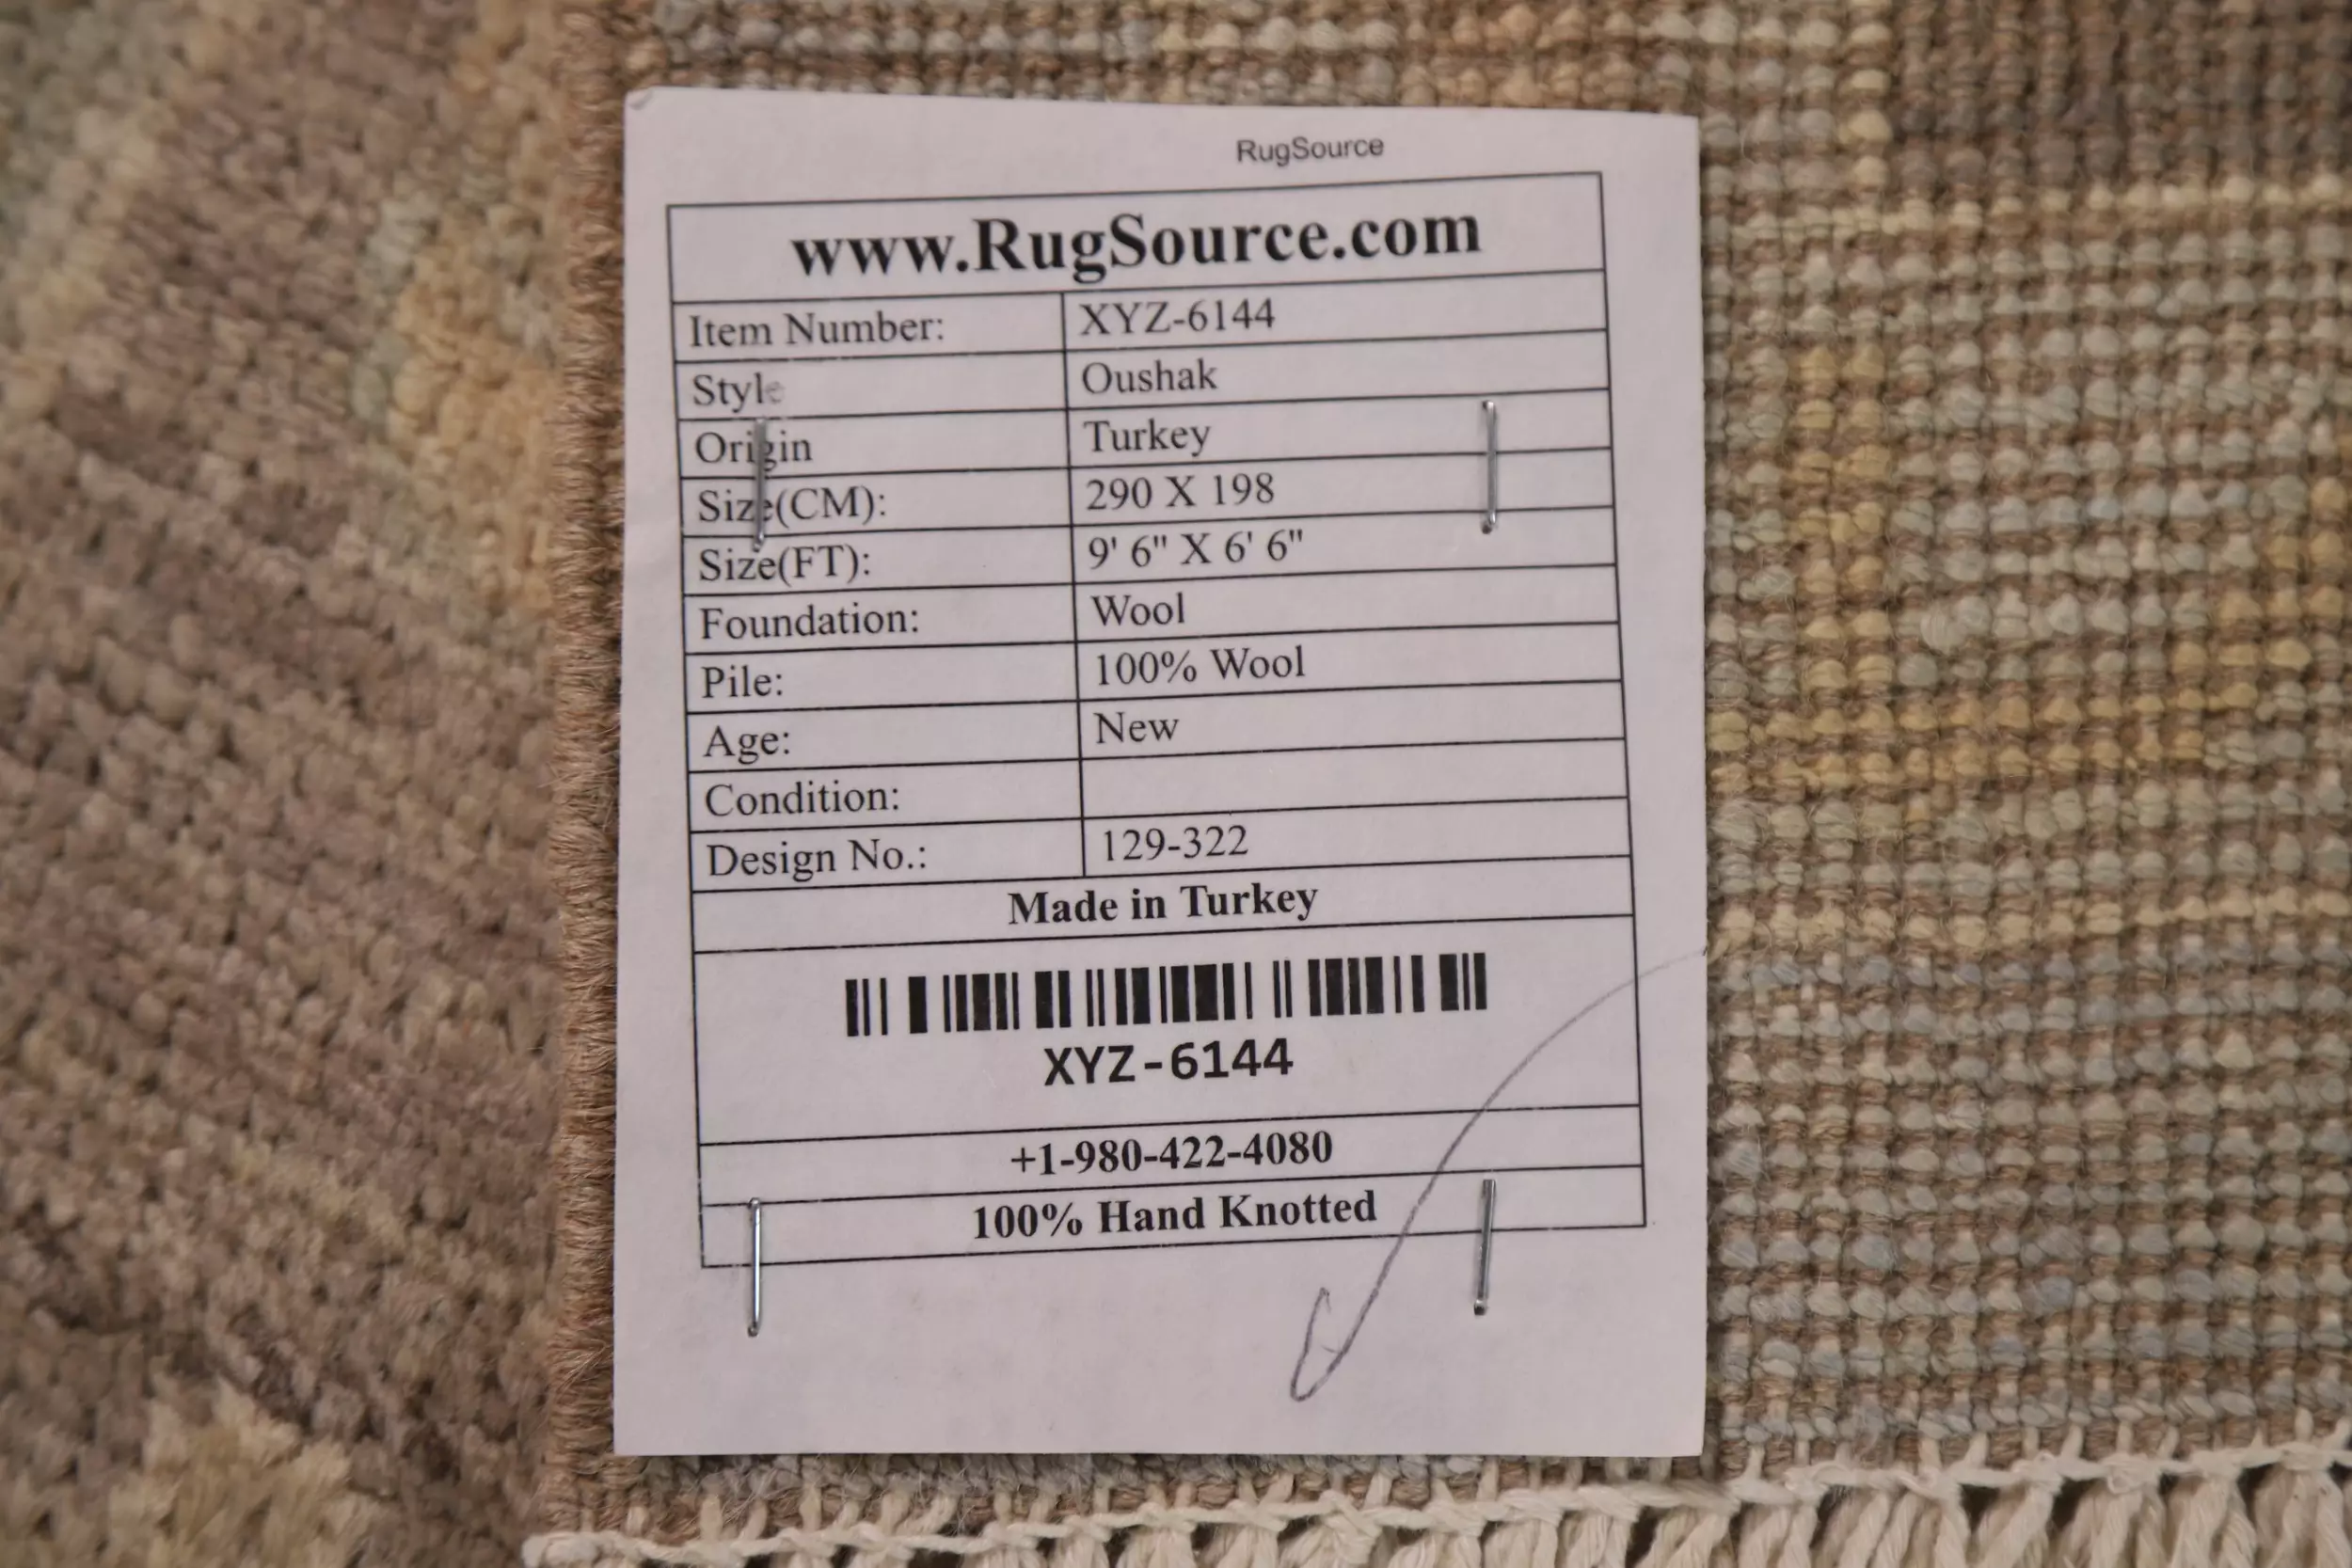 RugSource
www.RugSource.com
Item Number: XYZ-6144
Style Oushak
Origin Turkey
Size(CM): 290 X 198
Size(FT): 9' 6" X 6' 6"
Foundation: Wool
Pile: 100% Wool
Age: New
Condition:
Design No.: 129-322
Made in Turkey
XYZ-6144
+1-980-422-4080
100% Hand Knotted